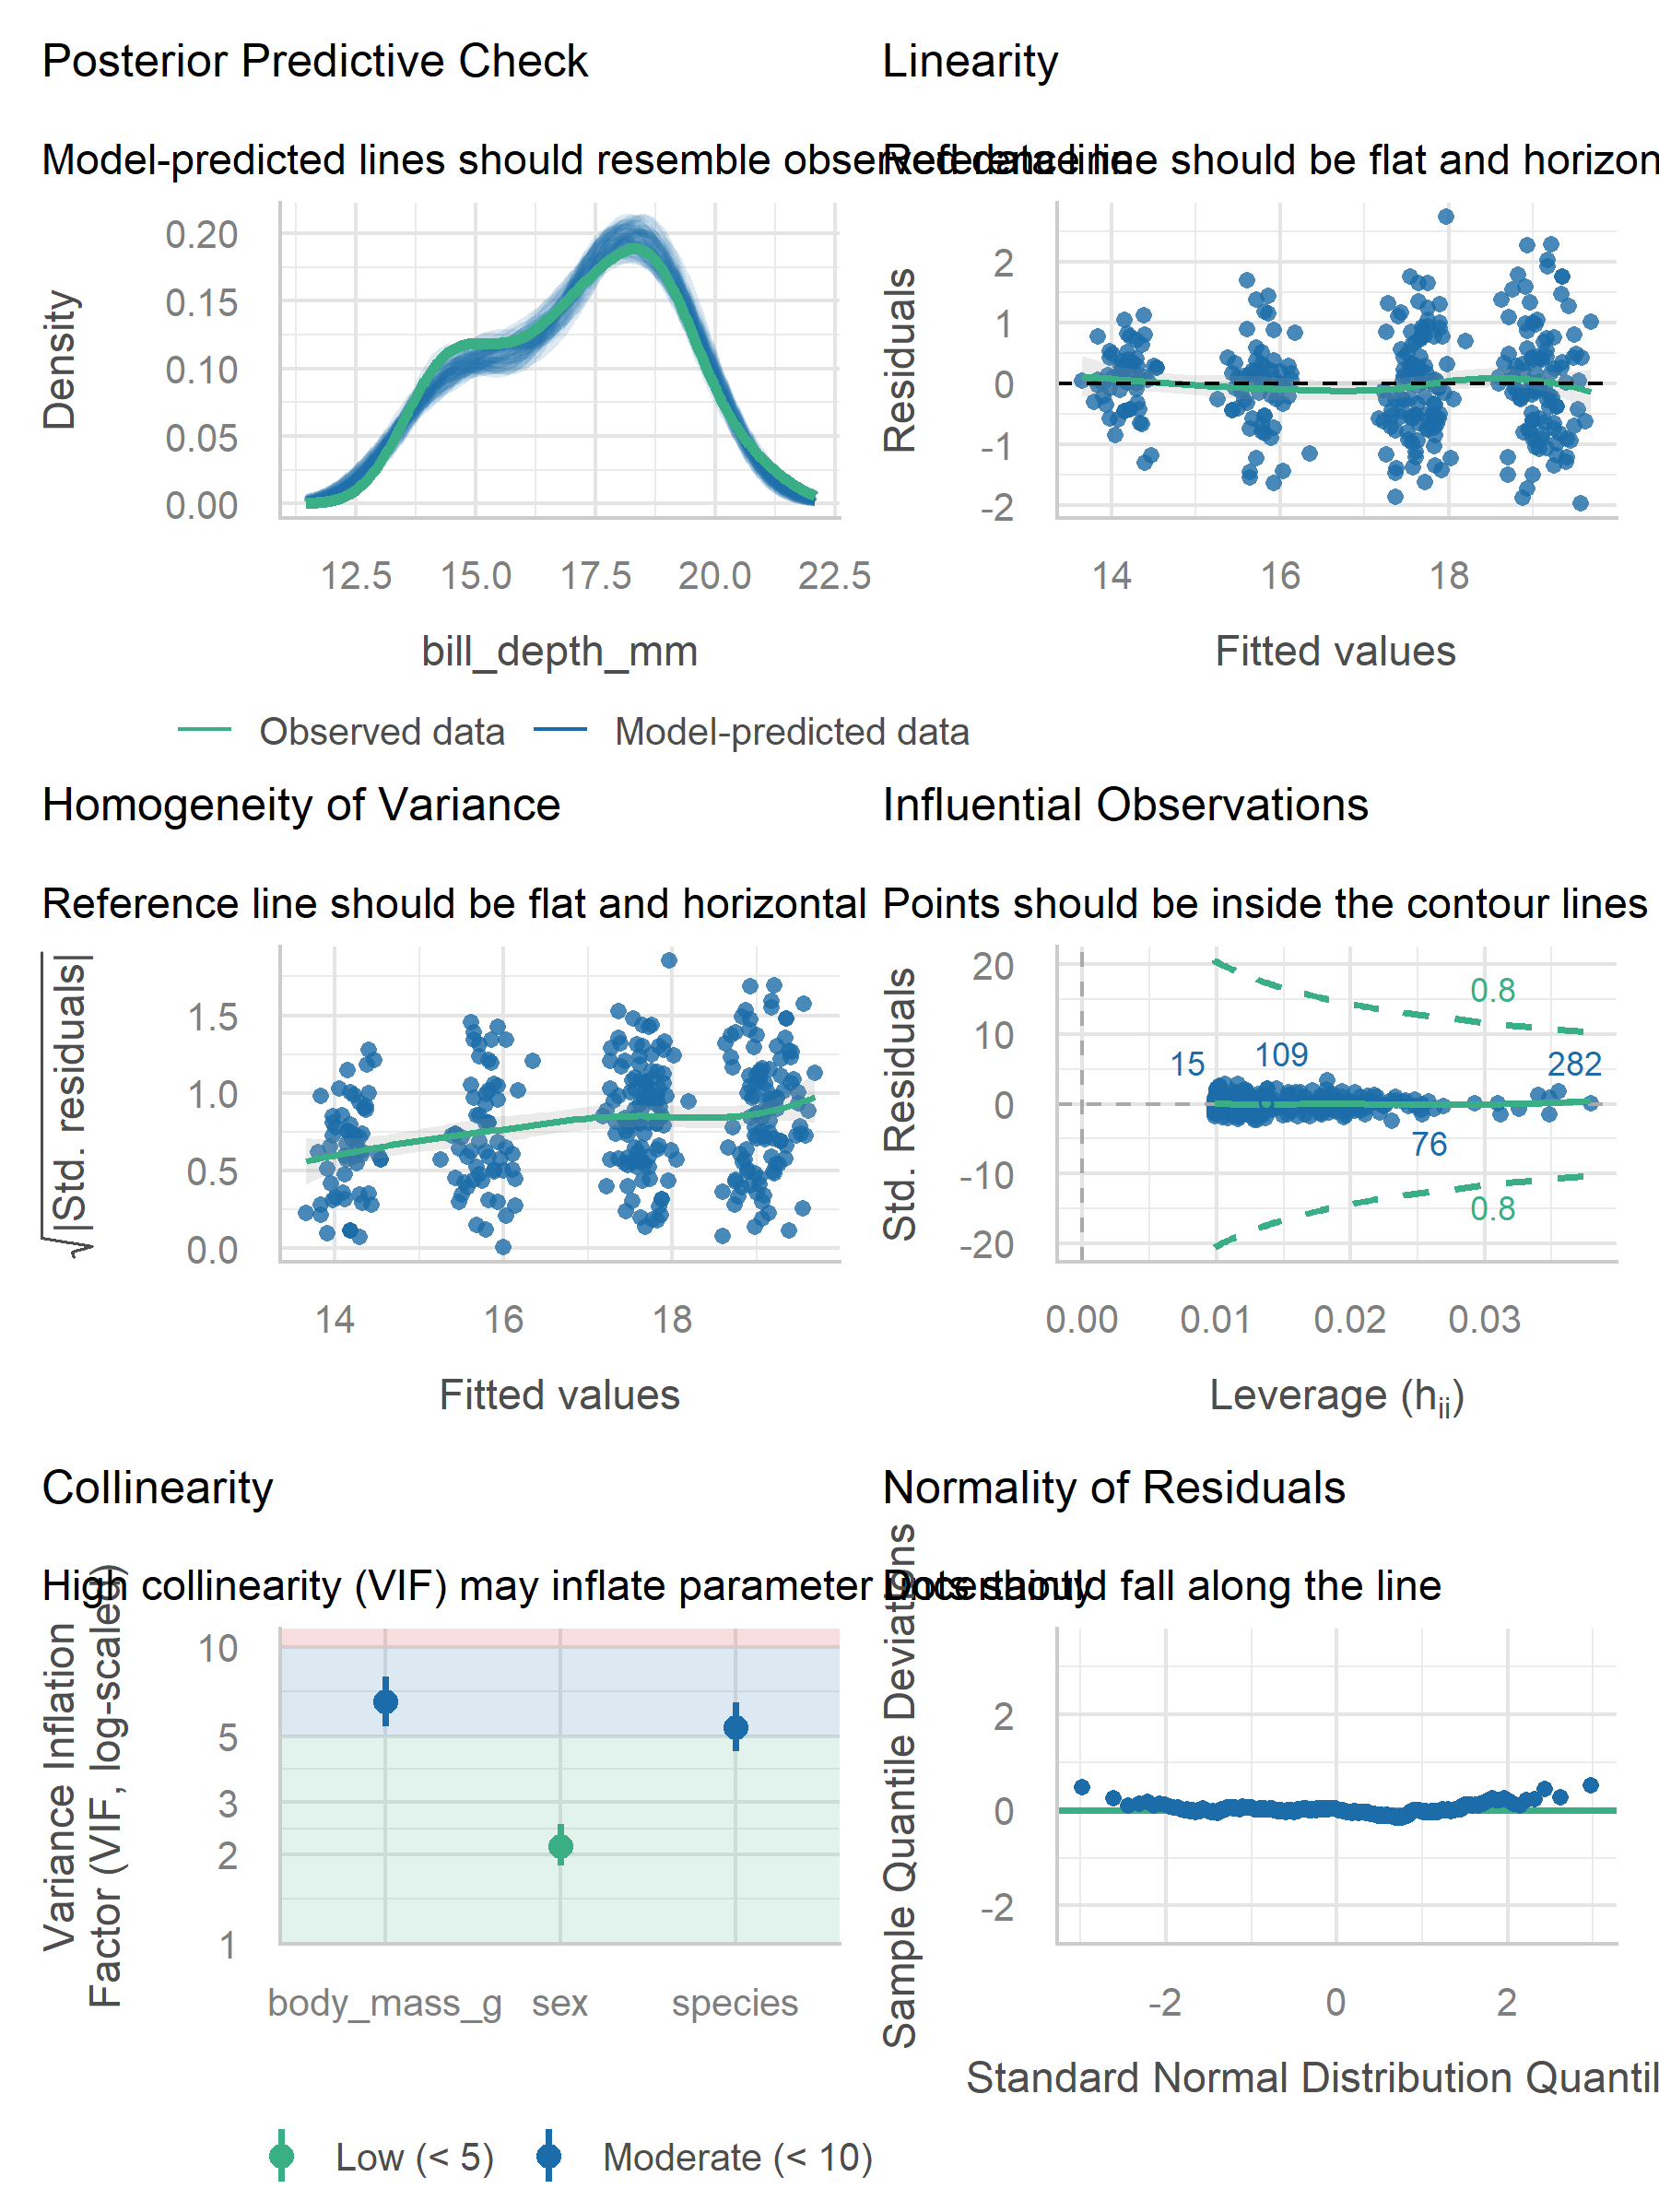 Posterior Predictive Check
Model-predicted lines should resemble observed data line
0.20
0.15
0.10
0.05
0.00
Density
12.5 15.0 17.5 20.0 22.5
bill_depth_mm
Observed data Model-predicted data
Linearity
Reference line should be flat and horizon
2
1
0
-1
-2
Residuals
14 16 18
Fitted values
Homogeneity of Variance
Reference line should be flat and horizontal
1.5
1.0
0.5
0.0
√|Std. residuals|
14 16 18
Fitted values
Influential Observations
Points should be inside the contour lines
20
10
0
-10
-20
Std. Residuals
0.8
15 109 282
76
0.8
0.00 0.01 0.02 0.03
Leverage (hii)
Collinearity
High collinearity (VIF) may inflate parameter uncertainty
10
5
3
2
1
Variance Inflation
Factor (VIF, log-scaled)
body_mass_g sex species
Low (< 5) Moderate (< 10)
Normality of Residuals
Dots should fall along the line
2
0
-2
Sample Quantile Deviations
-2 0 2
Standard Normal Distribution Quantil